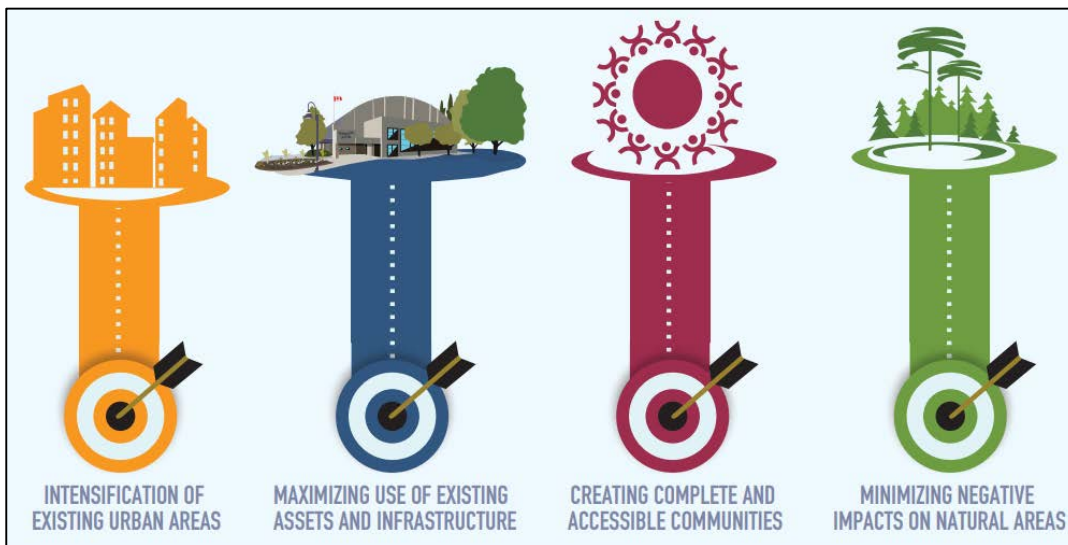 INTENSIFICATION OF
EXISTING URBAN AREAS
MAXIMIZING USE OF EXISTING
ASSETS AND INFRASTRUCTURE
CREATING COMPLETE AND
ACCESSIBLE COMMUNITIES
MINIMIZING NEGATIVE
IMPACTS ON NATURAL AREAS